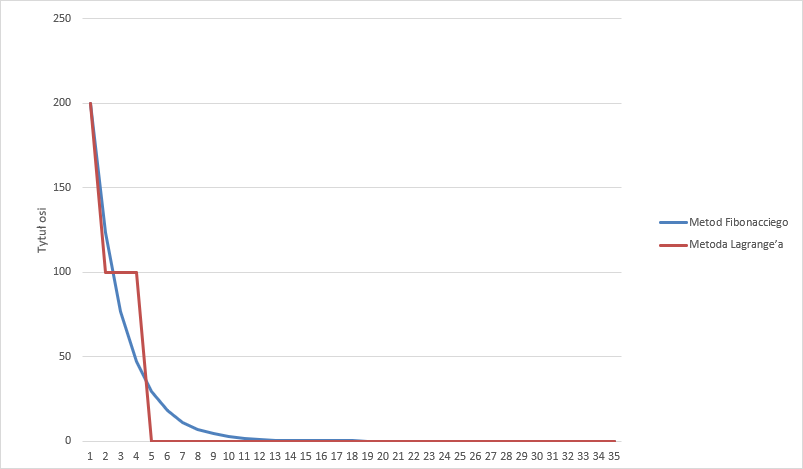 250
200
150
100
50
0
Tytuł osi
1 2 3 4 5 6 7 8 9 10 11 12 13 14 15 16 17 18 19 20 21 22 23 24 25 26 27 28 29 30 31 32 33 34 35
Metod Fibonacciego
Metoda Lagrange’a